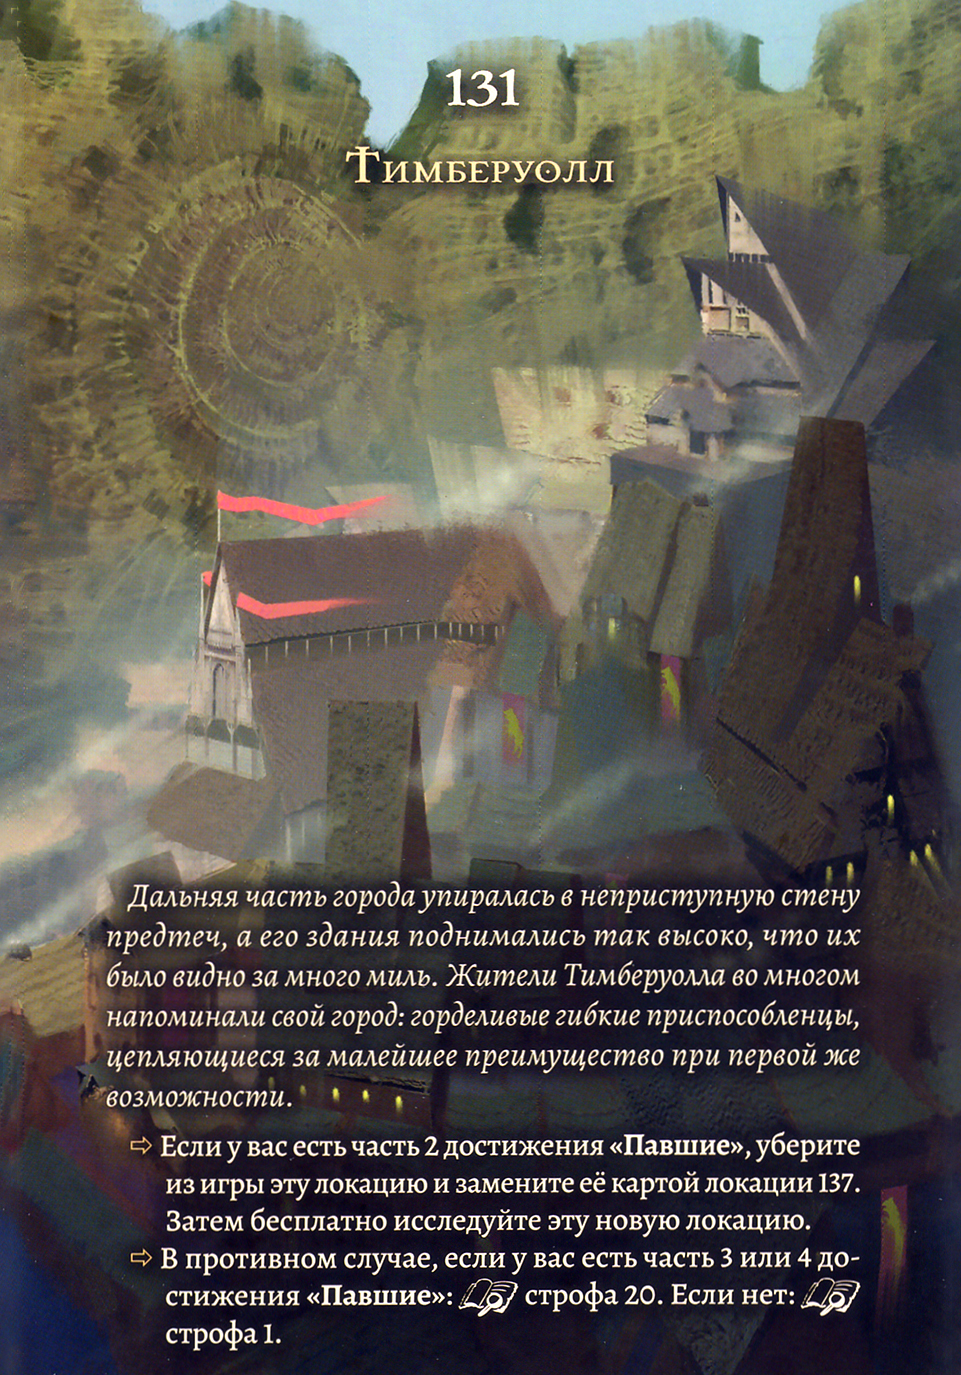 131
Тимберуолл
Дальняя часть города упиралась в неприступную стену
предтеч, а его здания поднимались так высоко, что их
было видно за много миль. Жители Тимберуолла во многом
напоминали свой город: горделивые гибкие приспособленцы,
цепляющиеся за малейшее преимущество при первой же
возможности.
⇨ Если у вас есть часть 2 достижения «Павшие», уберите
из игры эту локацию и замените её картой локации 137.
Затем бесплатно исследуйте эту новую локацию.
⇨ В противном случае, если у вас есть часть 3 или 4 до-
стижения «Павшие»: строфа 20. Если нет:
строфа 1.